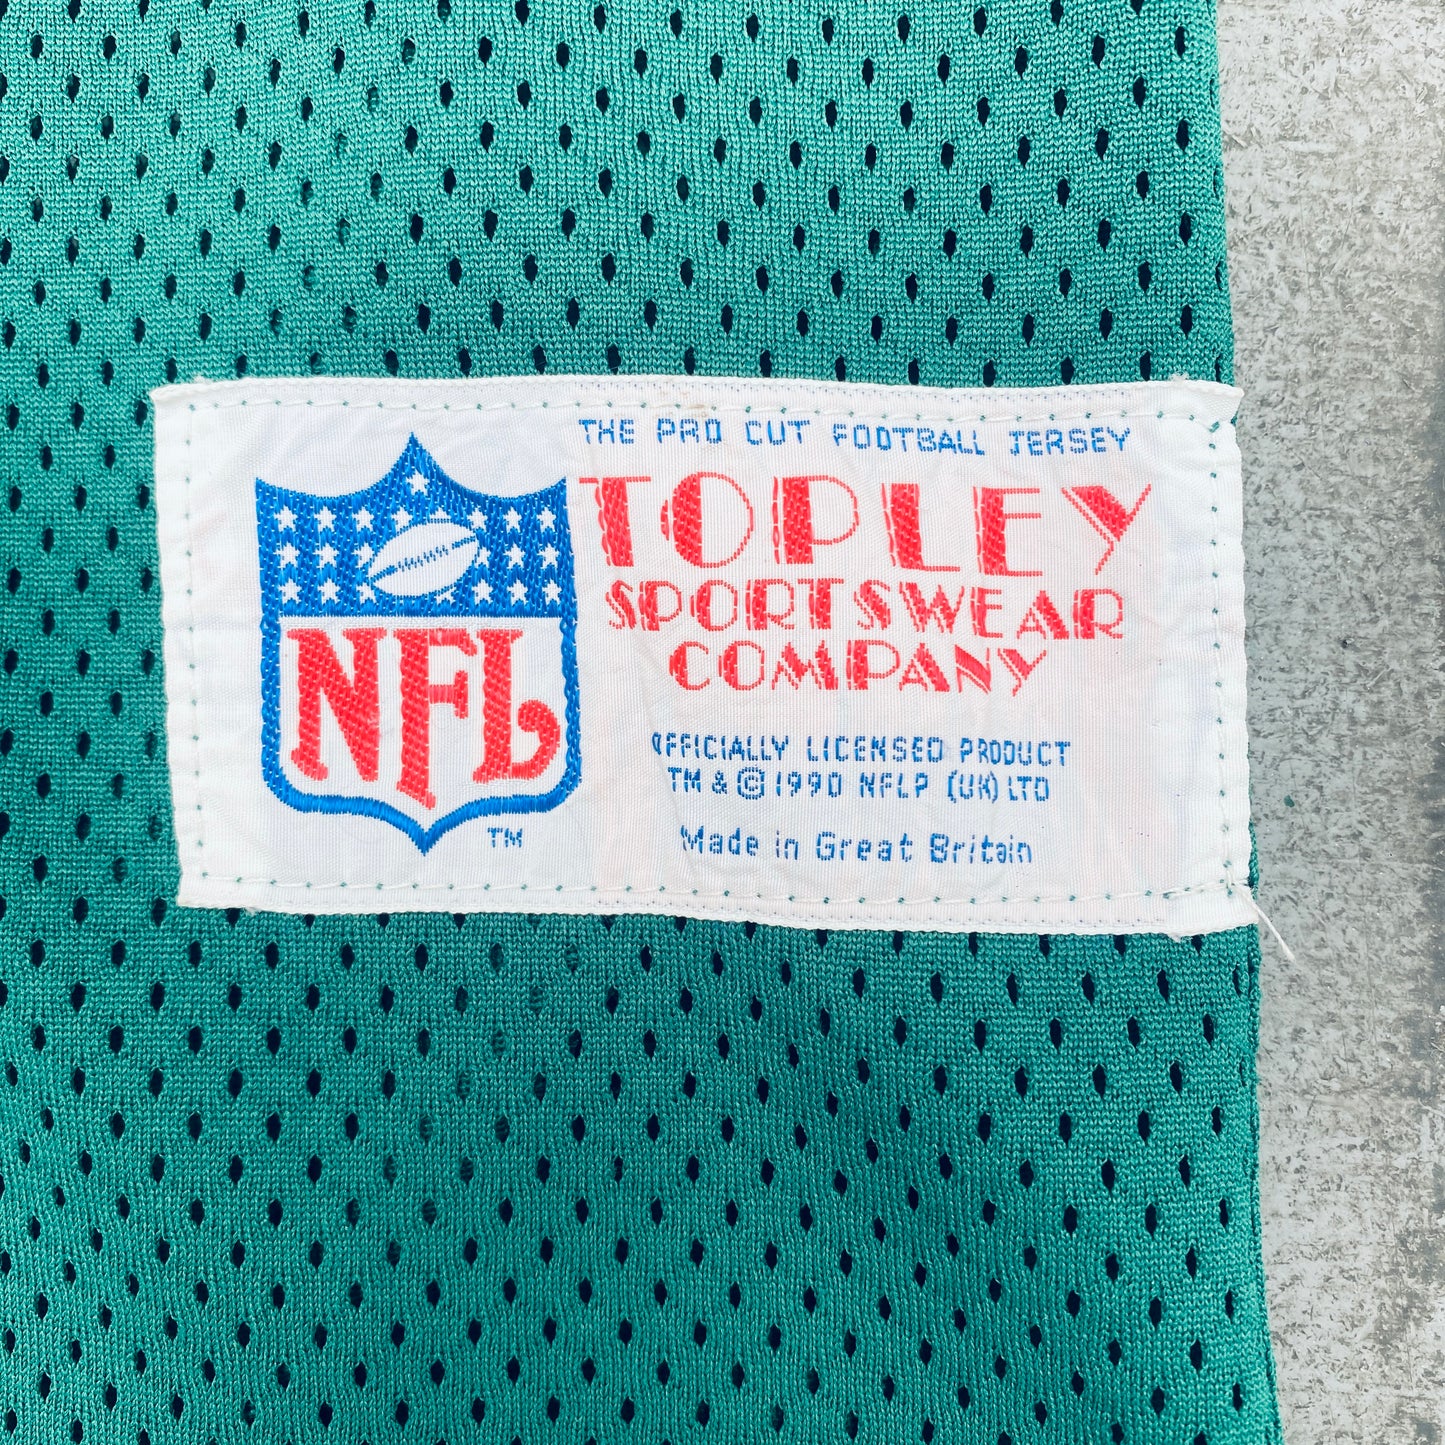 THE PRO CUT FOOTBALL JERSEY
TOPLEY
SPORTSWEAR
COMPANY
NFL
TM
OFFICIALLY LICENSED PRODUCT
TM & © 1990 NFLP (UK) LTD
Made in Great Britain